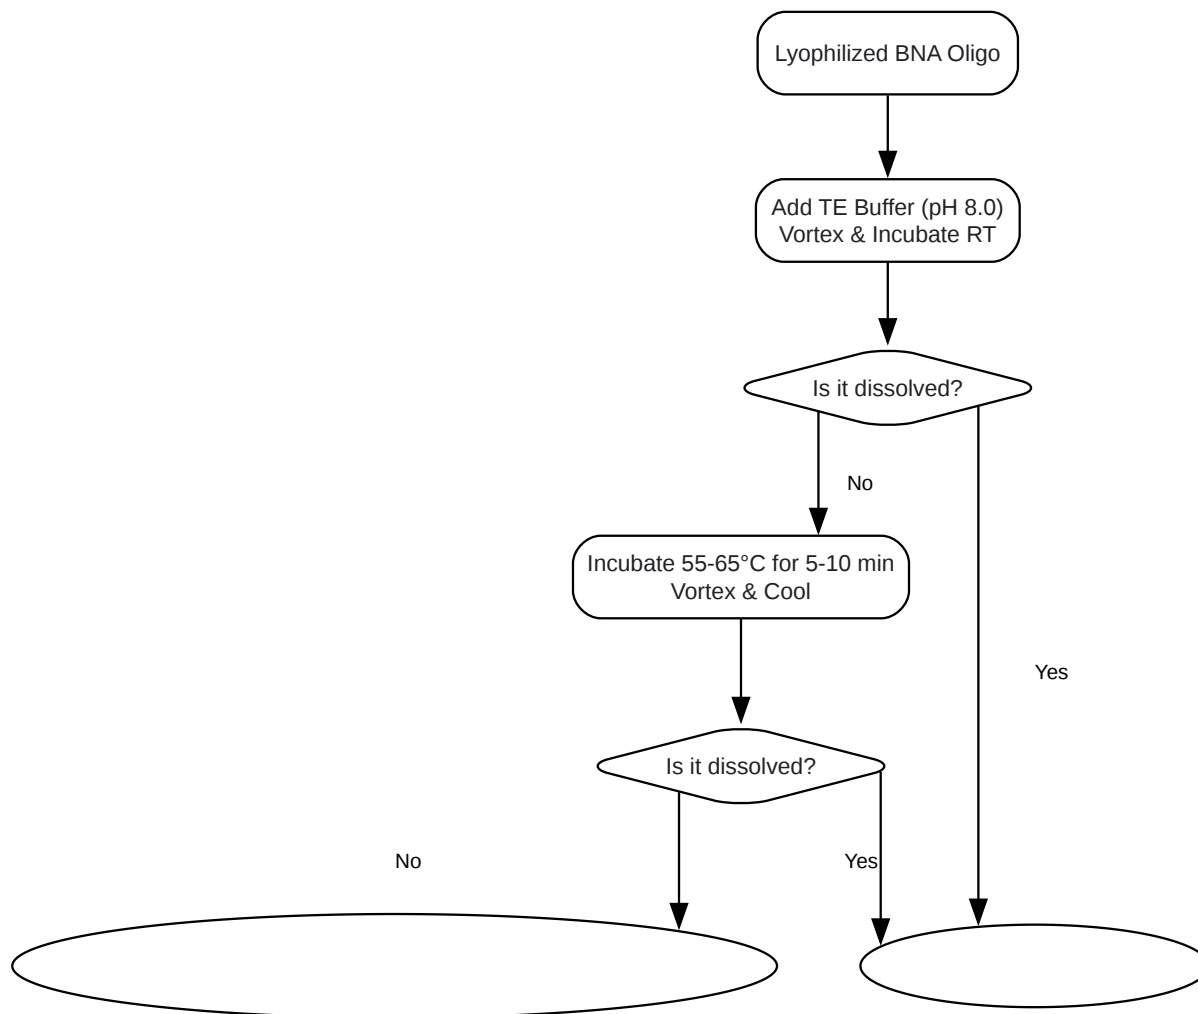 Lyophilized BNA Oligo
Add TE Buffer (pH 8.0)
Vortex & Incubate RT
Is it dissolved?
No
Incubate 55-65°C for 5-10 min
Vortex & Cool
Yes
Is it dissolved?
No
Yes